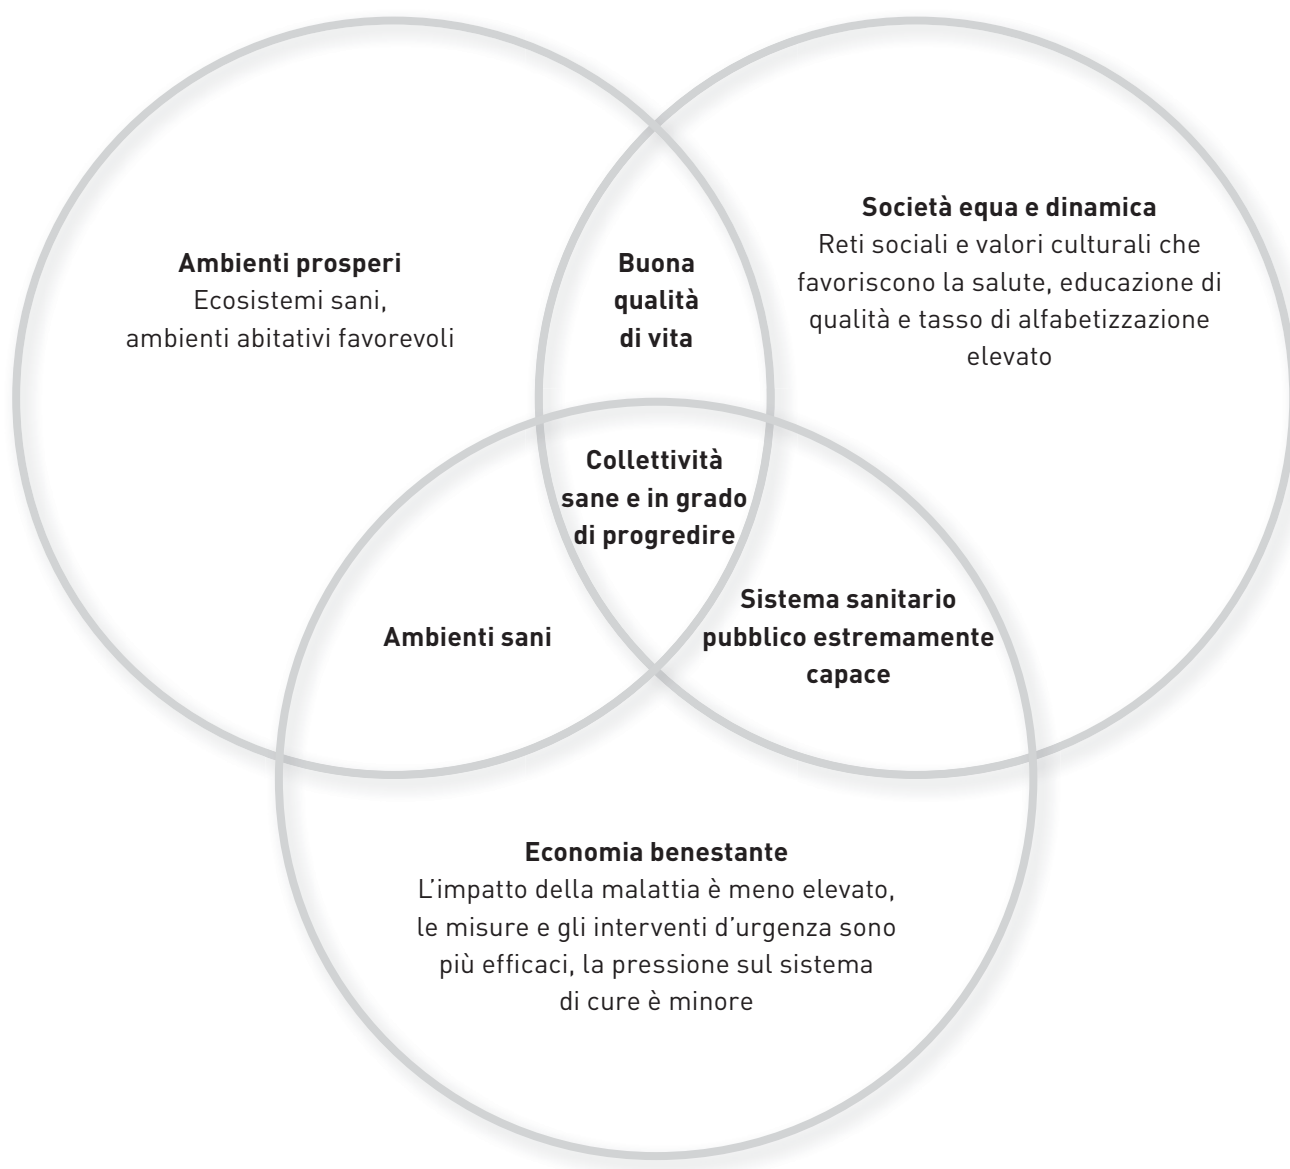 Ambienti prosperi
Ecosistemi sani,
ambienti abitativi favorevoli
Buona
qualità
di vita
Società equa e dinamica
Reti sociali e valori culturali che
favoriscono la salute, educazione di
qualità e tasso di alfabetizzazione
elevato
Collettività
sane e in grado
di progredire
Ambienti sani
Sistema sanitario
pubblico estremamente
capace
Economia benestante
L’impatto della malattia è meno elevato,
le misure e gli interventi d’urgenza sono
più efficaci, la pressione sul sistema
di cure è minore